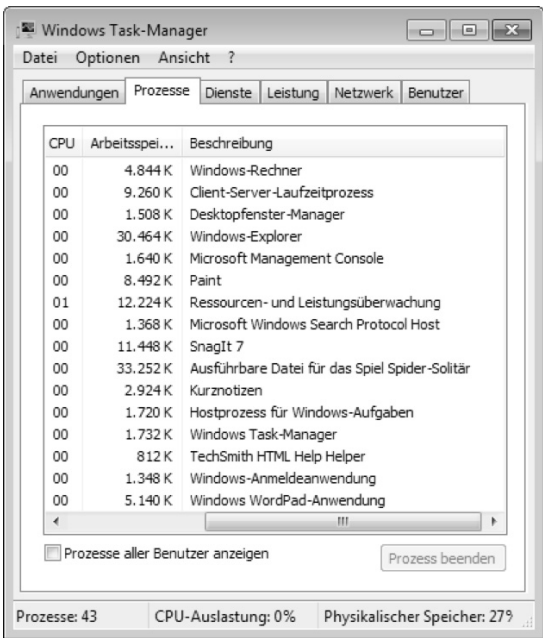 Windows Task-Manager
Datei Optionen Ansicht ?
Anwendungen Prozesse Dienste Leistung Netzwerk Benutzer
CPU Arbeitsspei... Beschreibung
00 4.844 K Windows-Rechner
00 9.260 K Client-Server-Laufzeitprozess
00 1.508 K Desktopfenster-Manager
00 30.464 K Windows-Explorer
00 1.640 K Microsoft Management Console
00 8.492 K Paint
01 12.224 K Ressourcen- und Leistungsüberwachung
00 1.368 K Microsoft Windows Search Protocol Host
00 11.448 K SnagIt 7
00 33.252 K Ausführbare Datei für das Spiel Spider-Solitär
00 2.924 K Kurznotizen
00 1.720 K Hostprozess für Windows-Aufgaben
00 1.732 K Windows Task-Manager
00 812 K TechSmith HTML Help Helper
00 1.348 K Windows-Anmeldeanwendung
00 5.140 K Windows WordPad-Anwendung
Prozesse aller Benutzer anzeigen Prozess beenden
Prozesse: 43 CPU-Auslastung: 0% Physikalischer Speicher: 27